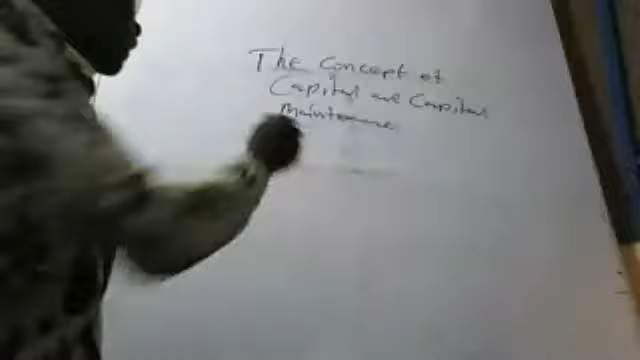 The Concept of
Capital and Capital
Maintenance